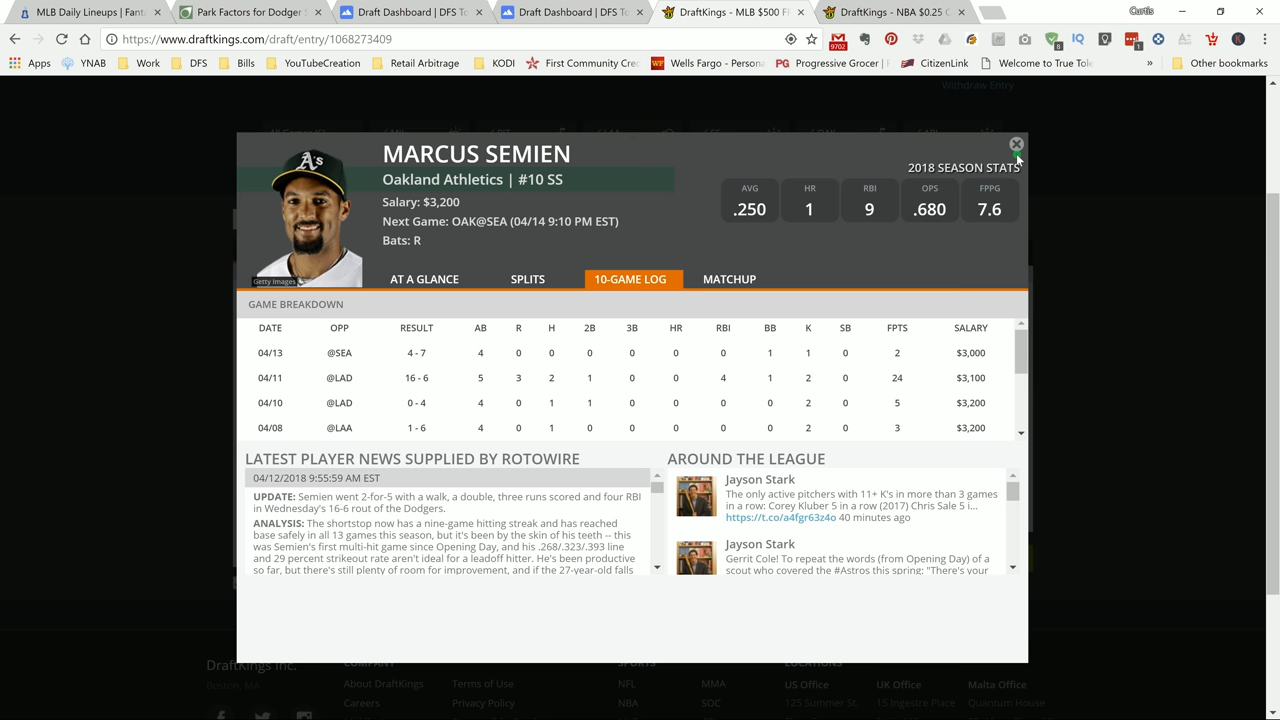 MLB Daily Lineups | Fanta
Park Factors for Dodger S
Draft Dashboard | DFS To
Draft Dashboard | DFS To
DraftKings - MLB $500 F
DraftKings - NBA $0.25
Curtis
https://www.draftkings.com/draft/entry/1068273409
9702
8
1
K
Apps
YNAB
Work
DFS
Bills
YouTubeCreation
Retail Arbitrage
KODI
First Community Cre
Wells Fargo - Persona
Progressive Grocer |
CitizenLink
Welcome to True Tole
»
Other bookmarks
Withdraw Entry
MARCUS SEMIEN
Oakland Athletics | #10 SS
Salary: $3,200
Next Game: OAK@SEA (04/14 9:10 PM EST)
Bats: R
Getty Images
2018 SEASON STATS
AVG HR RBI OPS FPPG
.250 1 9 .680 7.6
AT A GLANCE SPLITS 10-GAME LOG MATCHUP
GAME BREAKDOWN
DATE OPP RESULT AB R H 2B 3B HR RBI BB K SB FPTS SALARY
04/13 @SEA 4 - 7 4 0 0 0 0 0 0 1 1 0 2 $3,000
04/11 @LAD 16 - 6 5 3 2 1 0 0 4 1 2 0 24 $3,100
04/10 @LAD 0 - 4 4 0 1 1 0 0 0 0 2 0 5 $3,200
04/08 @LAA 1 - 6 4 0 1 0 0 0 0 0 2 0 3 $3,200
LATEST PLAYER NEWS SUPPLIED BY ROTOWIRE
04/12/2018 9:55:59 AM EST
UPDATE: Semien went 2-for-5 with a walk, a double, three runs scored and four RBI
in Wednesday's 16-6 rout of the Dodgers.
ANALYSIS: The shortstop now has a nine-game hitting streak and has reached
base safely in all 13 games this season, but it's been by the skin of his teeth -- this
was Semien's first multi-hit game since Opening Day, and his .268/.323/.393 line
and 29 percent strikeout rate aren't ideal for a leadoff hitter. He's been productive
so far, but there's still plenty of room for improvement, and if the 27-year-old falls
AROUND THE LEAGUE
Jayson Stark
The only active pitchers with 11+ K's in more than 3 games
in a row: Corey Kluber 5 in a row (2017) Chris Sale 5 i...
https://t.co/a4fgr63z4o 40 minutes ago
Jayson Stark
Gerrit Cole! To repeat the words (from Opening Day) of a
scout who covered the #Astros this spring: "There's your
DraftKings Inc.
Boston, MA
COMPANY
About DraftKings
Careers
Terms of Use
Privacy Policy
SPORTS
NFL
NBA
MMA
SOC
LOCATIONS
US Office
125 Summer St.
UK Office
15 Ingestre Place
Malta Office
Quantum House